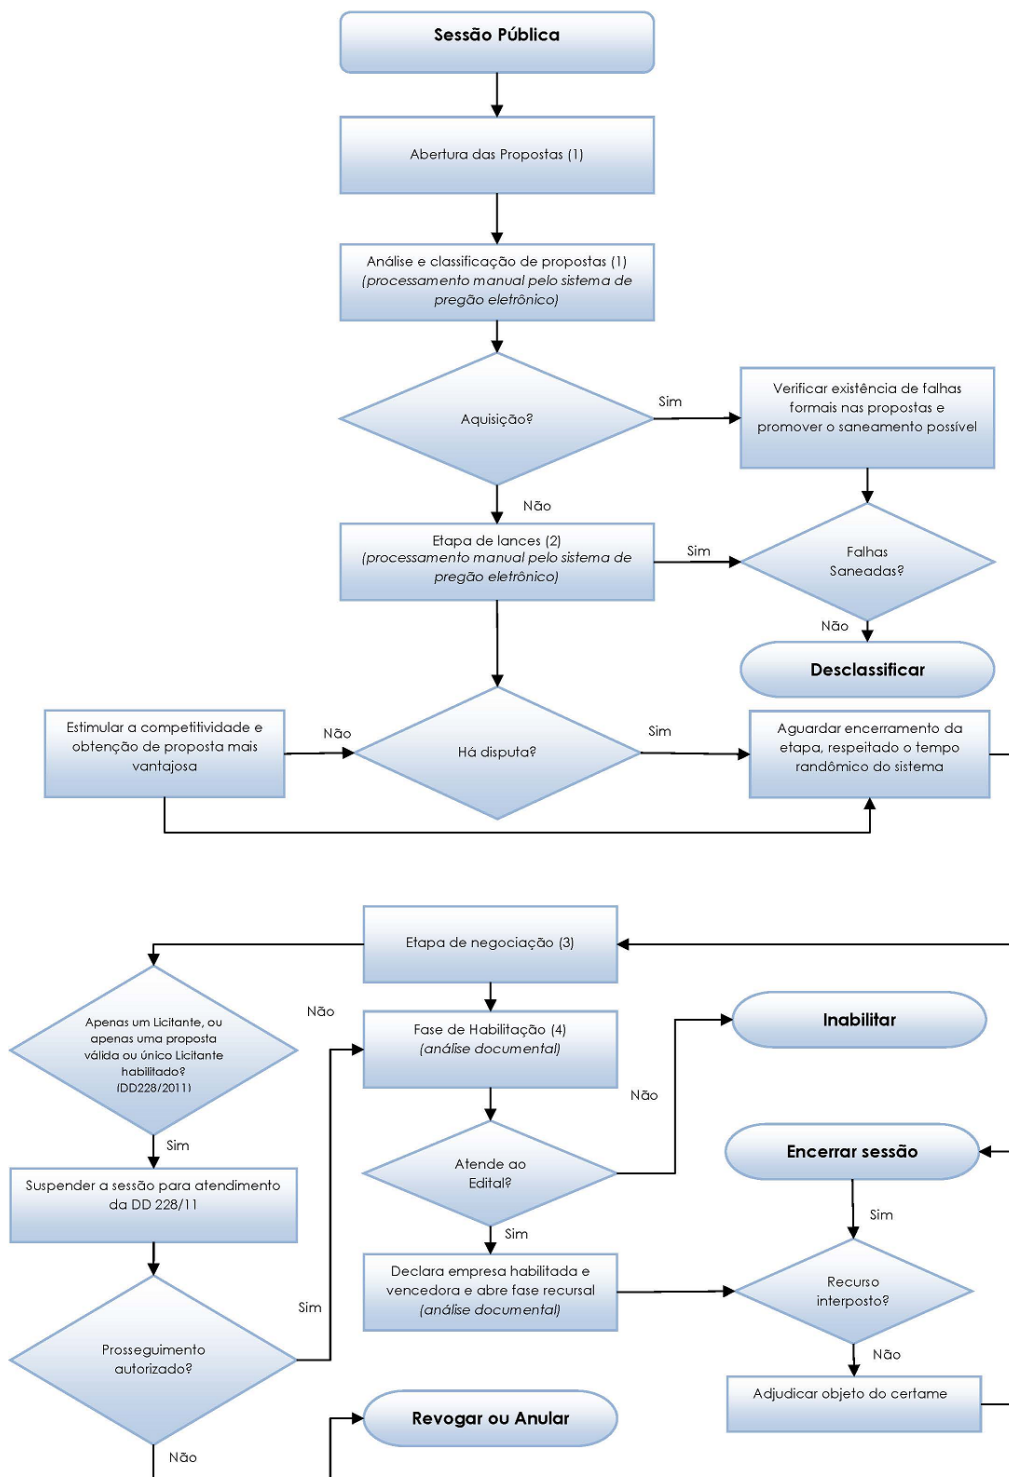 Sessão Pública
Abertura das Propostas (1)
Análise e classificação de propostas (1)
(processamento manual pelo sistema de
pregão eletrônico)
Aquisição?
Sim
Verificar existência de falhas
formais nas propostas e
promover o saneamento possível
Não
Etapa de lances (2)
(processamento manual pelo sistema de
pregão eletrônico)
Sim
Falhas
Saneadas?
Não
Desclassificar
Estimular a competitividade e
obtenção de proposta mais
vantajosa
Não
Há disputa?
Sim
Aguardar encerramento da
etapa, respeitado o tempo
randômico do sistema
Etapa de negociação (3)
Apenas um Licitante, ou
apenas uma proposta
válida ou único Licitante
habilitado?
(DD228/2011)
Não
Fase de Habilitação (4)
(análise documental)
Inabilitar
Não
Sim
Atende ao
Edital?
Encerrar sessão
Suspender a sessão para atendimento
da DD 228/11
Sim
Sim
Declara empresa habilitada e
vencedora e abre fase recursal
(análise documental)
Recurso
interposto?
Sim
Prosseguimento
autorizado?
Não
Adjudicar objeto do certame
Revogar ou Anular
Não